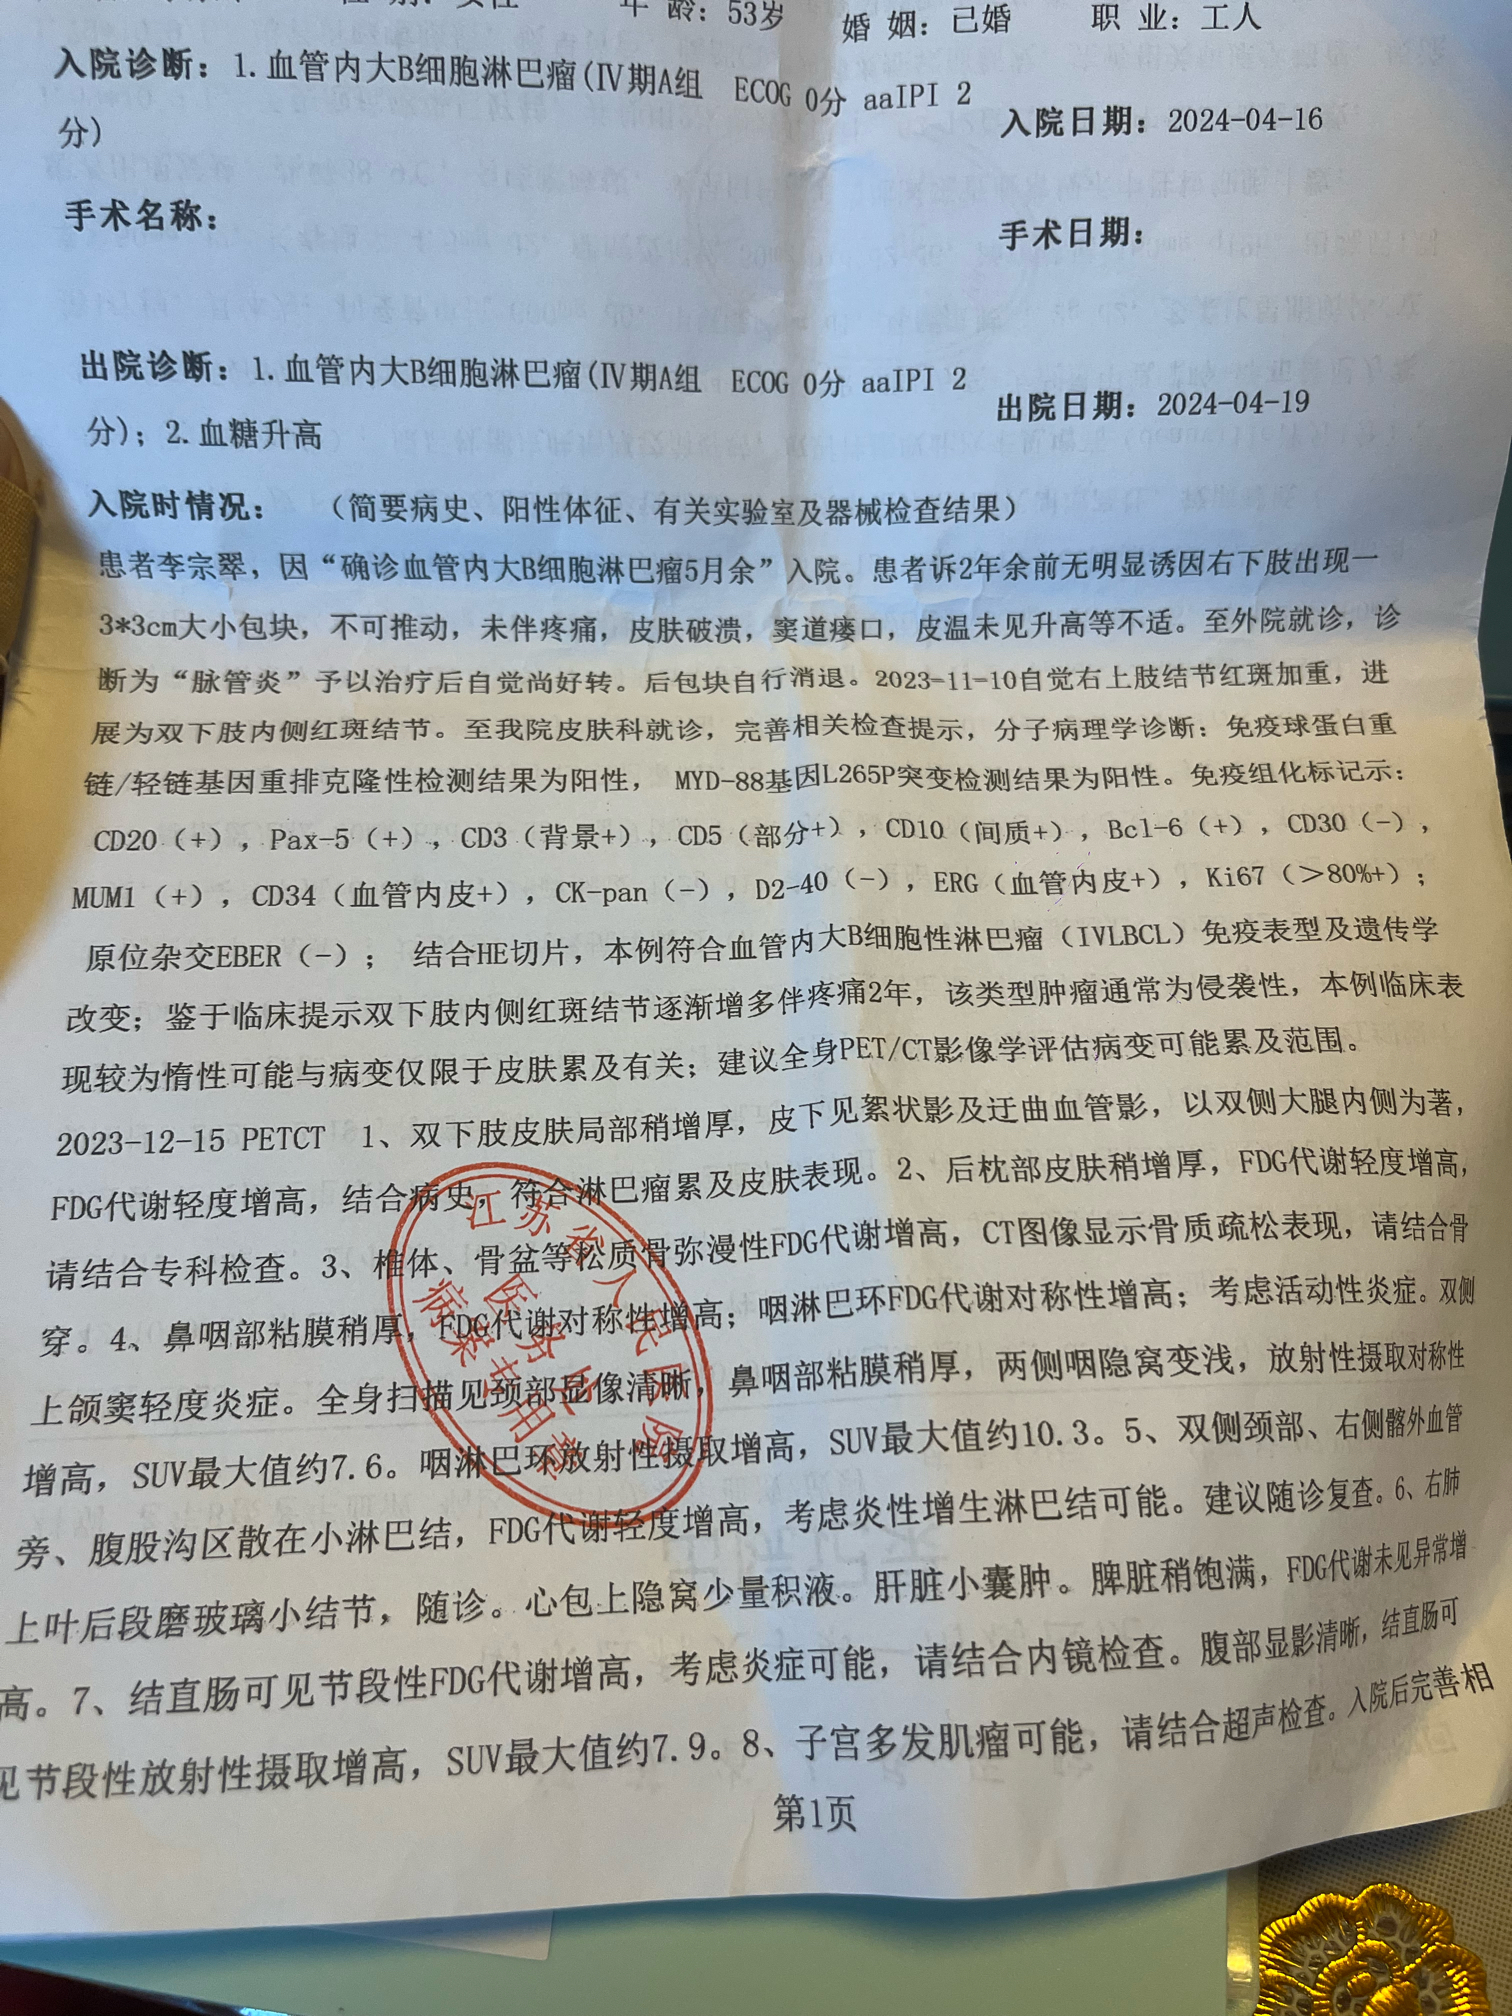 年 龄：53岁 婚 姻：已婚 职 业：工人
入院诊断：1.血管内大B细胞淋巴瘤(Ⅳ期A组 ECOG 0分 aaIPI 2
分)
入院日期：2024-04-16
手术名称：
手术日期：
出院诊断：1.血管内大B细胞淋巴瘤(Ⅳ期A组 ECOG 0分 aaIPI 2
分)；2.血糖升高
出院日期：2024-04-19
入院时情况： （简要病史、阳性体征、有关实验室及器械检查结果）
患者李宗翠，因“确诊血管内大B细胞淋巴瘤5月余”入院。患者诉2年余前无明显诱因右下肢出现一
3*3cm大小包块，不可推动，未伴疼痛，皮肤破溃，窦道瘘口，皮温未见升高等不适。至外院就诊，诊
断为“脉管炎”予以治疗后自觉尚好转。后包块自行消退。2023-11-10自觉右上肢结节红斑加重，进
展为双下肢内侧红斑结节。至我院皮肤科就诊，完善相关检查提示，分子病理学诊断：免疫球蛋白重
链/轻链基因重排克隆性检测结果为阳性， MYD-88基因L265P突变检测结果为阳性。免疫组化标记示：
CD20（+），Pax-5（+），CD3（背景+），CD5（部分+），CD10（间质+），Bcl-6（+），CD30（-），
MUM1（+），CD34（血管内皮+），CK-pan（-），D2-40（-），ERG（血管内皮+），Ki67（>80%+）；
原位杂交EBER（-）； 结合HE切片，本例符合血管内大B细胞性淋巴瘤（IVLBCL）免疫表型及遗传学
改变；鉴于临床提示双下肢内侧红斑结节逐渐增多伴疼痛2年，该类型肿瘤通常为侵袭性，本例临床表
现较为惰性可能与病变仅限于皮肤累及有关；建议全身PET/CT影像学评估病变可能累及范围。
2023-12-15 PETCT 1、双下肢皮肤局部稍增厚，皮下见絮状影及迂曲血管影，以双侧大腿内侧为著，
FDG代谢轻度增高，结合病史，符合淋巴瘤累及皮肤表现。2、后枕部皮肤稍增厚，FDG代谢轻度增高，
请结合专科检查。3、椎体、骨盆等松质骨弥漫性FDG代谢增高，CT图像显示骨质疏松表现，请结合骨
穿。4、鼻咽部粘膜稍厚，FDG代谢对称性增高；咽淋巴环FDG代谢对称性增高；考虑活动性炎症。双侧
上颌窦轻度炎症。全身扫描见颈部显像清晰，鼻咽部粘膜稍厚，两侧咽隐窝变浅，放射性摄取对称性
增高，SUV最大值约7.6。咽淋巴环放射性摄取增高，SUV最大值约10.3。5、双侧颈部、右侧髂外血管
旁、腹股沟区散在小淋巴结，FDG代谢轻度增高，考虑炎性增生淋巴结可能。建议随诊复查。6、右肺
上叶后段磨玻璃小结节，随诊。心包上隐窝少量积液。肝脏小囊肿。脾脏稍饱满，FDG代谢未见异常增
高。7、结直肠可见节段性FDG代谢增高，考虑炎症可能，请结合内镜检查。腹部显影清晰，结直肠可
见节段性放射性摄取增高，SUV最大值约7.9。8、子宫多发肌瘤可能，请结合超声检查。入院后完善相
江苏省人民医院
医务处
病案专用章
第1页